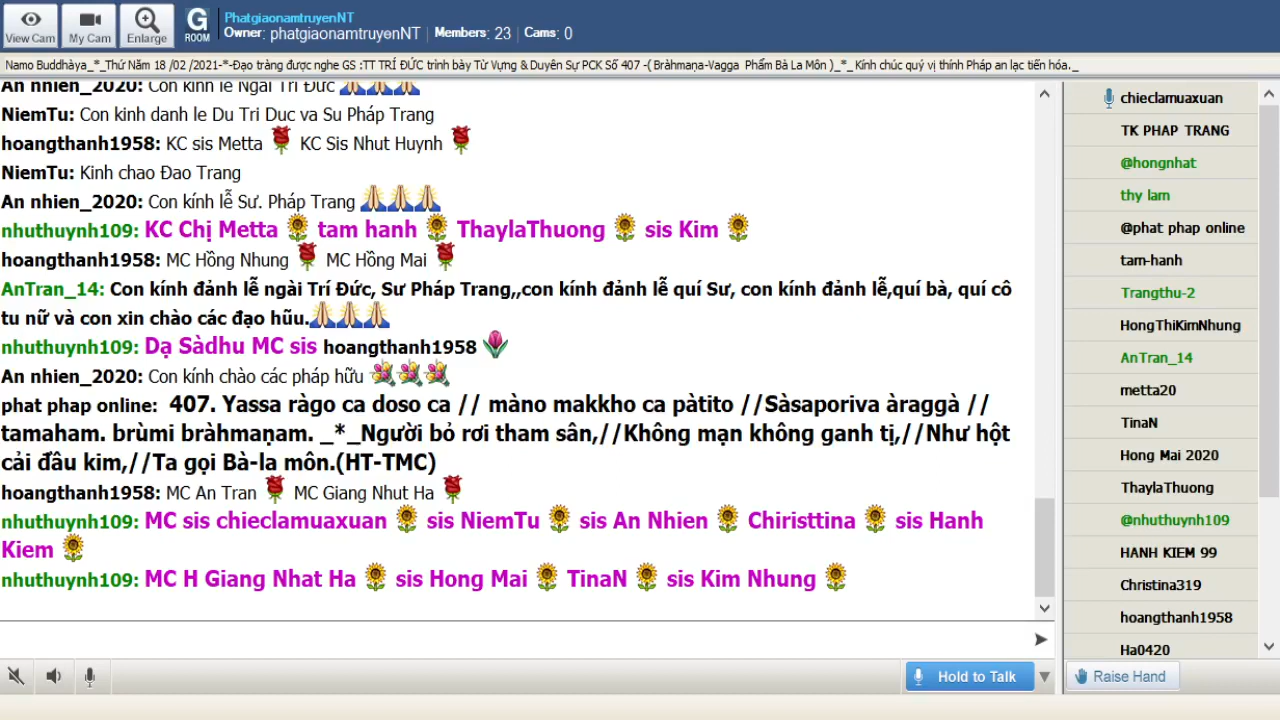 View Cam
My Cam
Enlarge
G
ROOM
PhatgiaonamtruyenNT
Owner: phatgiaonamtruyenNT | Members: 23 | Cams: 0
Namo Buddhàya_*_Thứ Năm 18 /02 /2021-*-Đạo tràng được nghe GS :TT TRÍ ĐỨC trình bày Từ Vựng & Duyên Sự PCK Số 407 -( Bràhmaṇa-Vagga Phẩm Bà La Môn )_*_ Kính chúc quý vị thính Pháp an lạc tiến hóa._
An nhien_2020: Con kính lễ Ngài Trí Đức
NiemTu: Con kinh danh le Du Tri Duc va Su Pháp Trang
hoangthanh1958: KC sis Metta KC Sis Nhut Huynh
NiemTu: Kinh chao Đao Trang
An nhien_2020: Con kính lễ Sư. Pháp Trang
nhuthuynh109: KC Chị Metta tam hanh ThaylaThuong sis Kim
hoangthanh1958: MC Hồng Nhung MC Hồng Mai
AnTran_14: Con kính đảnh lễ ngài Trí Đức, Sư Pháp Trang,,con kính đảnh lễ quí Sư, con kính đảnh lễ,quí bà, quí cô
tu nữ và con xin chào các đạo hũu.
nhuthuynh109: Dạ Sàdhu MC sis hoangthanh1958
An nhien_2020: Con kính chào các pháp hữu
phat phap online: 407. Yassa ràgo ca doso ca // màno makkho ca pàtito //Sàsaporiva àraggà //
tamaham. brùmi bràhmaṇam. _*_Người bỏ rơi tham sân,//Không mạn không ganh tị,//Như hột
cải đầu kim,//Ta gọi Bà-la môn.(HT-TMC)
hoangthanh1958: MC An Tran MC Giang Nhut Ha
nhuthuynh109: MC sis chieclamuaxuan sis NiemTu sis An Nhien Chiristtina sis Hanh
Kiem
nhuthuynh109: MC H Giang Nhat Ha sis Hong Mai TinaN sis Kim Nhung
Hold to Talk
chieclamuaxuan
TK PHAP TRANG
@hongnhat
thy lam
@phat phap online
tam-hanh
Trangthu-2
HongThiKimNhung
AnTran_14
metta20
TinaN
Hong Mai 2020
ThaylaThuong
@nhuthuynh109
HANH KIEM 99
Christina319
hoangthanh1958
Ha0420
Raise Hand